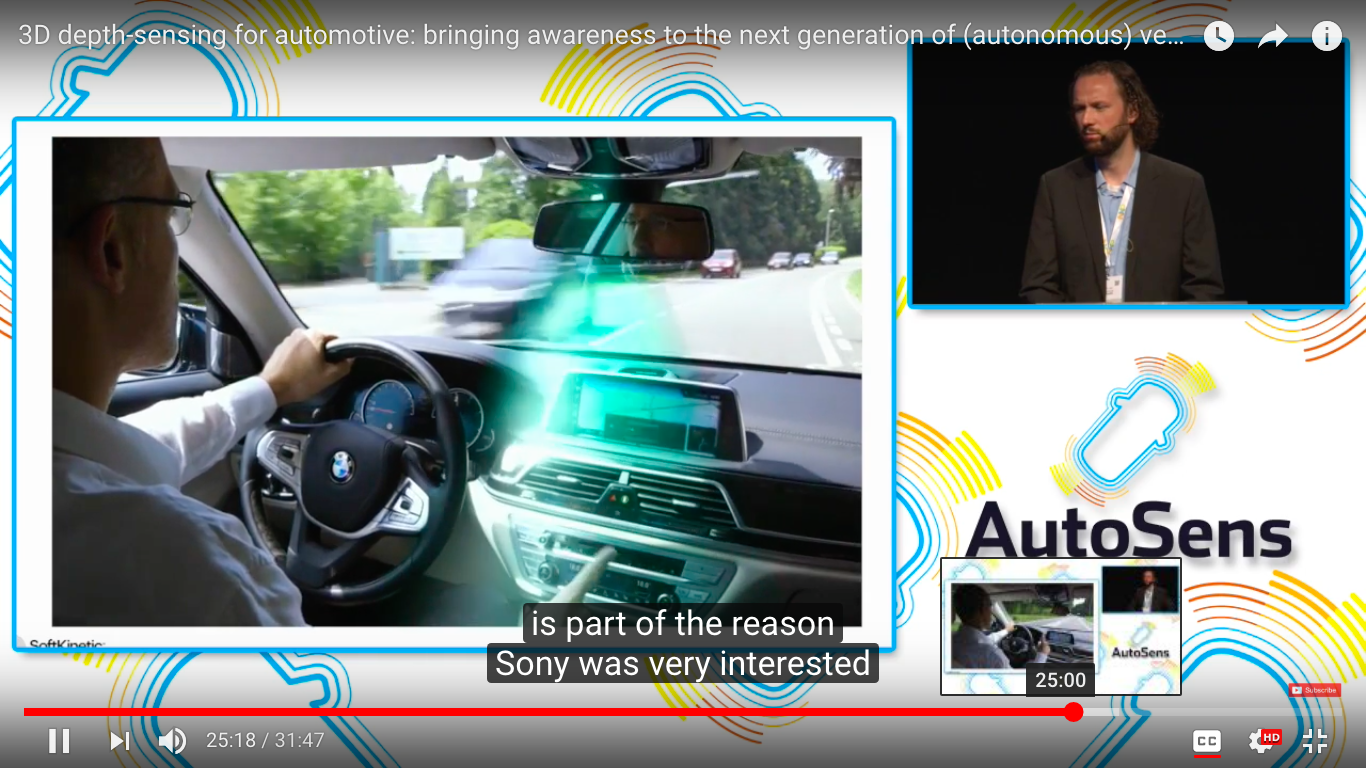 3D depth-sensing for automotive: bringing awareness to the next generation of (autonomous) ve...
SoftKinetic
AutoSens
is part of the reason
Sony was very interested
AutoSens
25:00
Subscribe
25:18 / 31:47
CC
HD